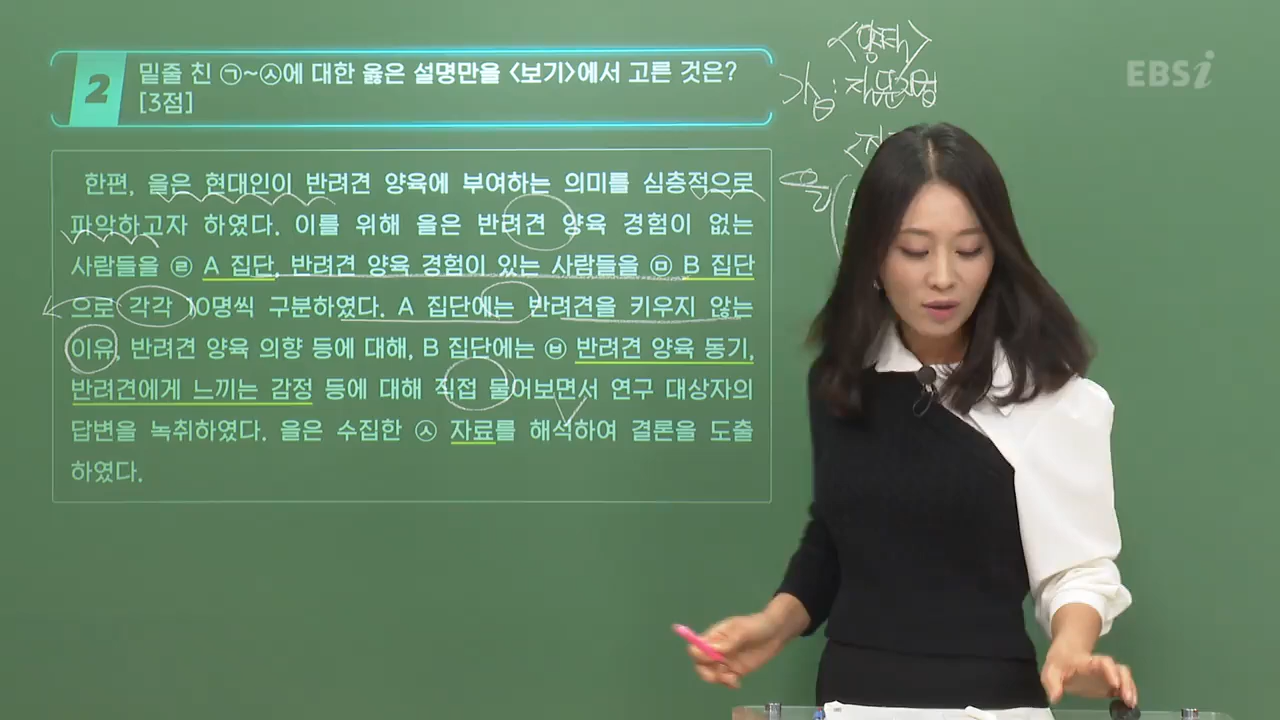 2
밑줄 친 ㉠~㉦에 대한 옳은 설명만을 <보기>에서 고른 것은?
[3점]
한편, 을은 현대인이 반려견 양육에 부여하는 의미를 심층적으로
파악하고자 하였다. 이를 위해 을은 반려견 양육 경험이 없는
사람들을 ㉣ A 집단, 반려견 양육 경험이 있는 사람들을 ㉤ B 집단
으로 각각 10명씩 구분하였다. A 집단에는 반려견을 키우지 않는
이유, 반려견 양육 의향 등에 대해, B 집단에는 ㉥ 반려견 양육 동기,
반려견에게 느끼는 감정 등에 대해 직접 물어보면서 연구 대상자의
답변을 녹취하였다. 을은 수집한 ㉦ 자료를 해석하여 결론을 도출
하였다.
<양적>
갑: 지문
을
EBSi